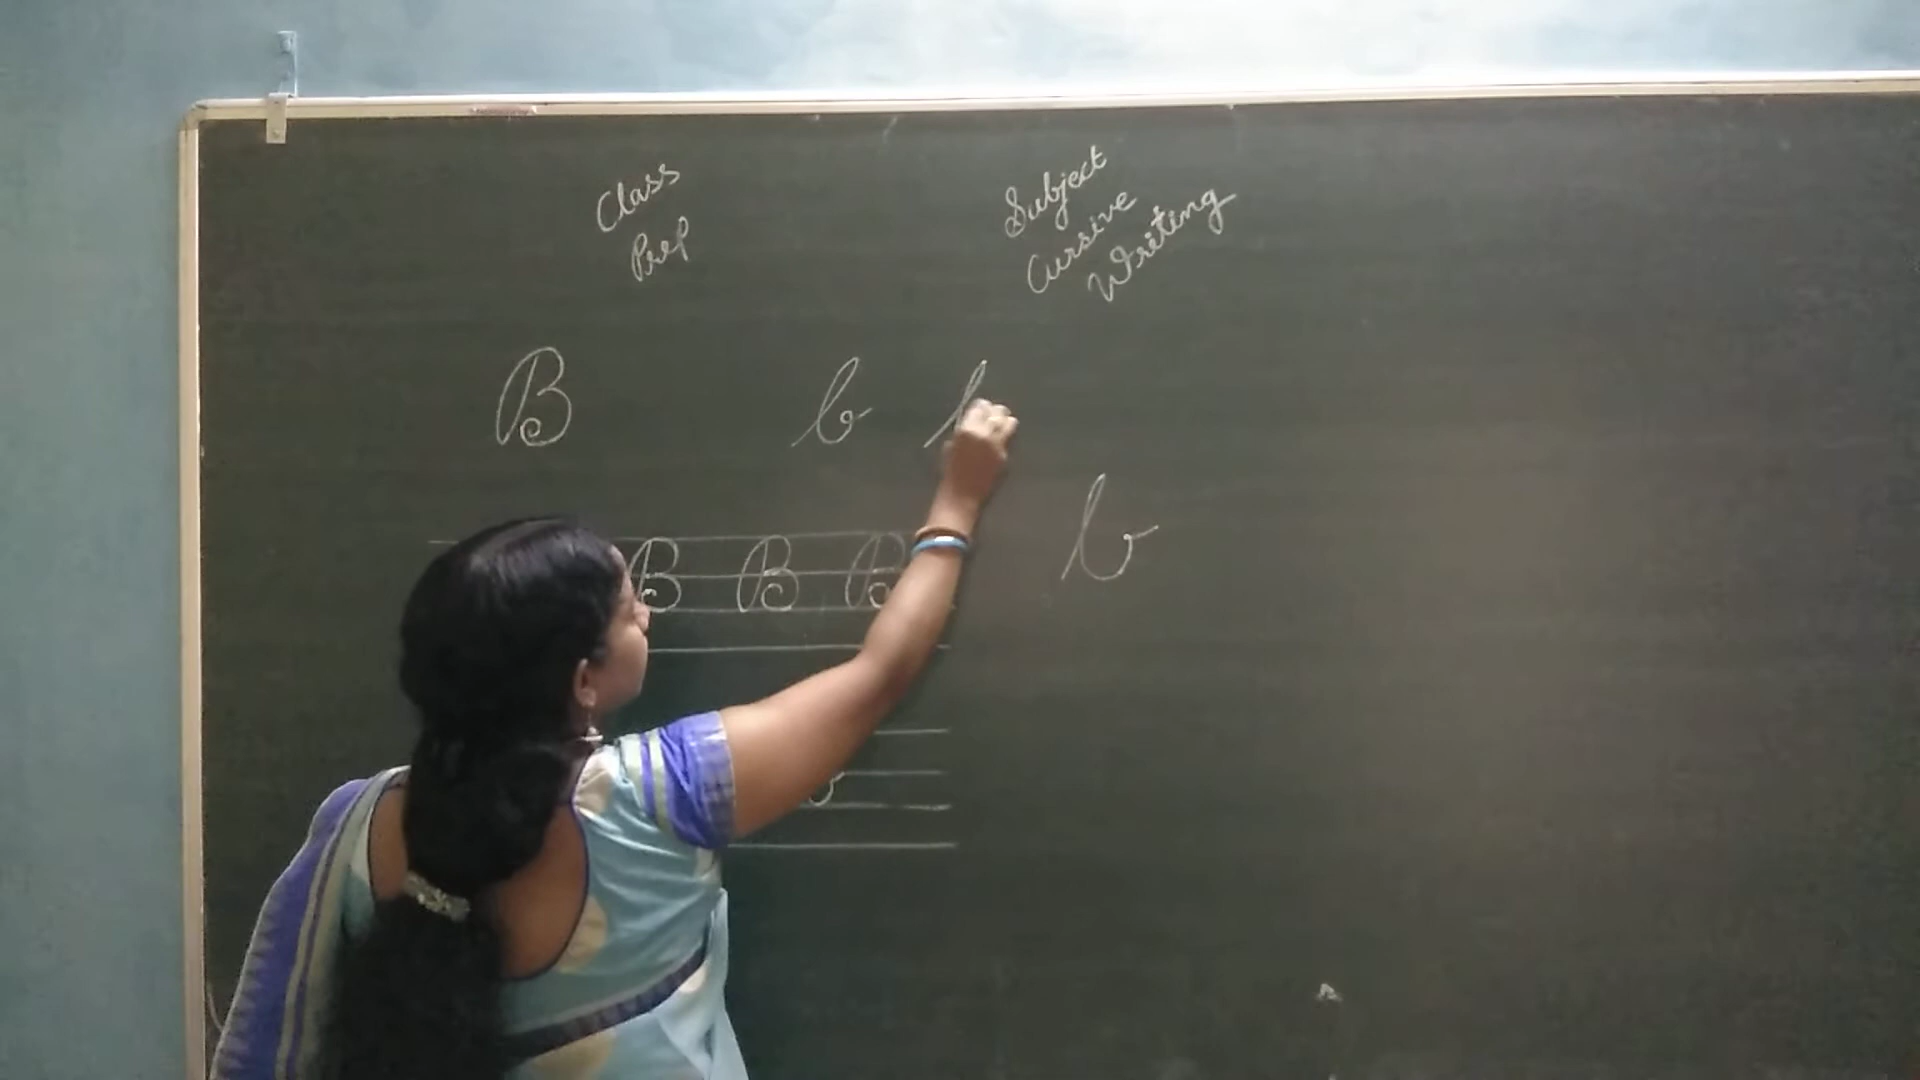 Class
Prep
Subject
Cursive
Writing
B b
b
B B B